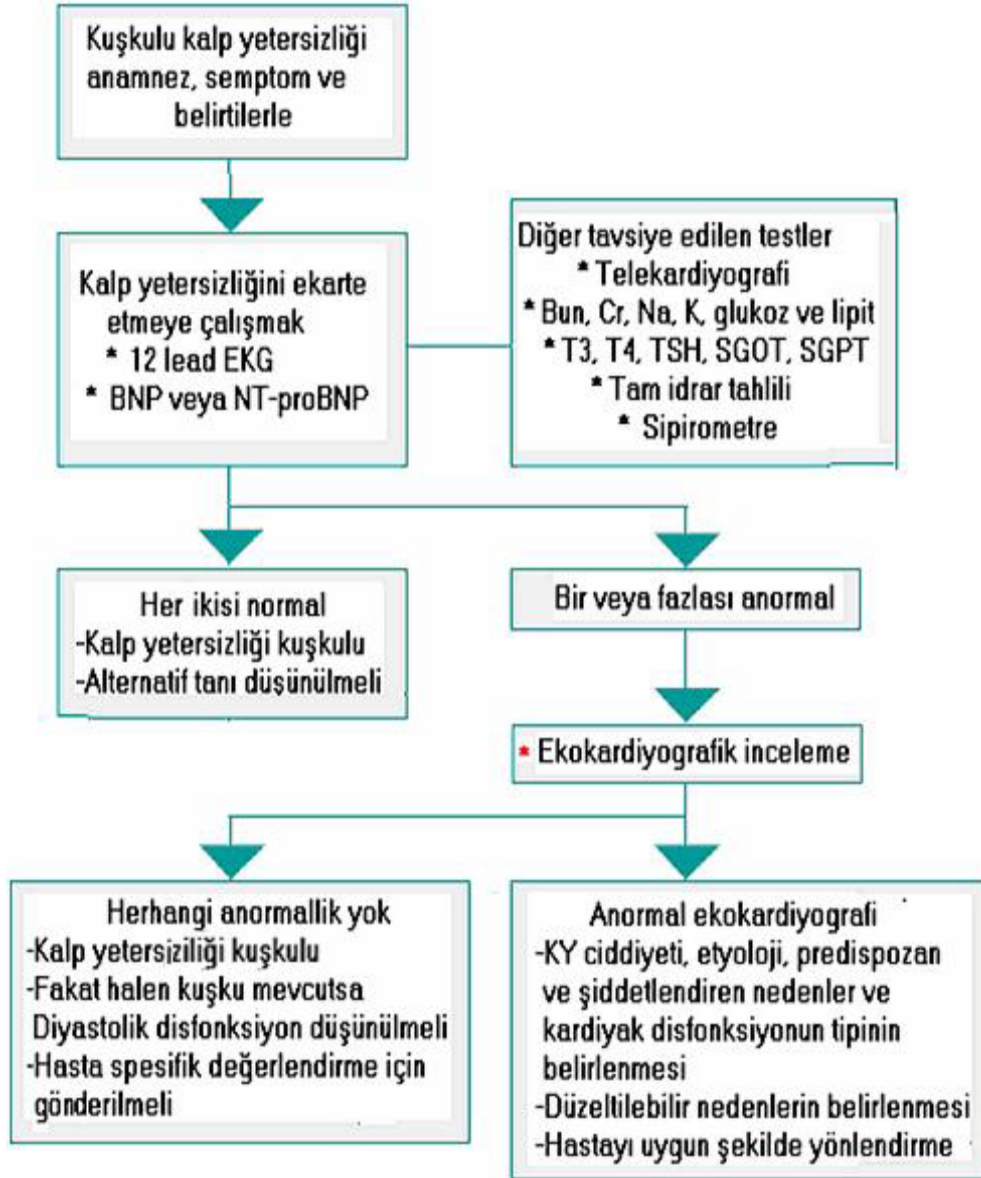 Kuşkulu kalp yetersizliği
anamnez, semptom ve
belirtilerle
Kalp yetersizliğini ekarte
etmeye çalışmak
* 12 lead EKG
* BNP veya NT-proBNP
Diğer tavsiye edilen testler
* Telekardiyografi
* Bun, Cr, Na, K, glukoz ve lipit
* T3, T4, TSH, SGOT, SGPT
* Tam idrar tahlili
* Sipirometre
Her ikisi normal
-Kalp yetersizliği kuşkulu
-Alternatif tanı düşünülmeli
Bir veya fazlası anormal
* Ekokardiyografik inceleme
Herhangi anormallik yok
-Kalp yetersiziliği kuşkulu
-Fakat halen kuşku mevcutsa
Diyastolik disfonksiyon düşünülmeli
-Hasta spesifik değerlendirme için
gönderilmeli
Anormal ekokardiyografi
-KY ciddiyeti, etyoloji, predispozan
ve şiddetlendiren nedenler ve
kardiyak disfonksiyonun tipinin
belirlenmesi
-Düzeltilebilir nedenlerin belirlenmesi
-Hastayı uygun şekilde yönlendirme